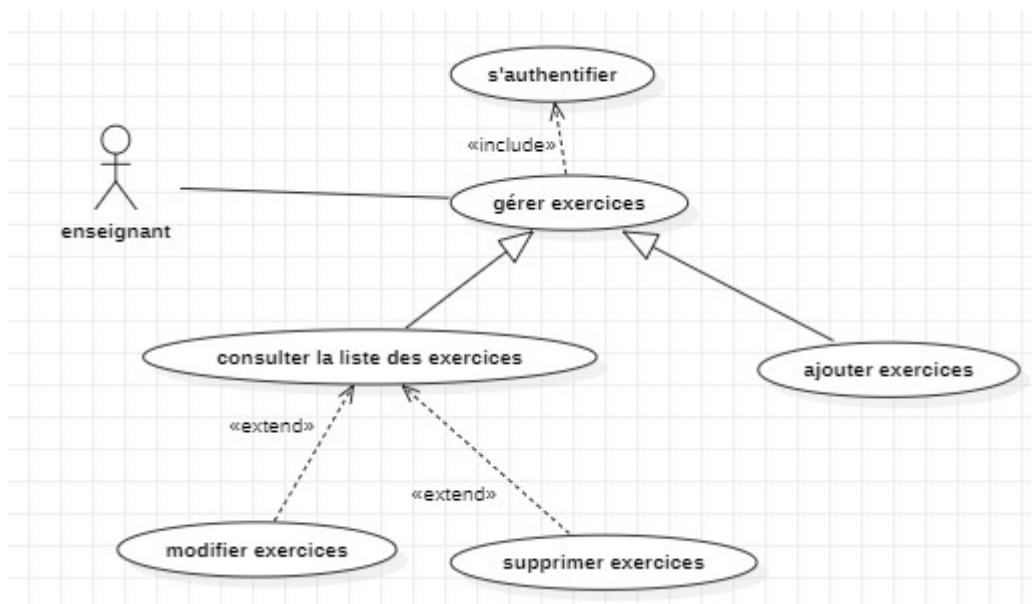 s'authentifier
«include»
gérer exercices
enseignant
consulter la liste des exercices
ajouter exercices
«extend»
«extend»
modifier exercices
supprimer exercices